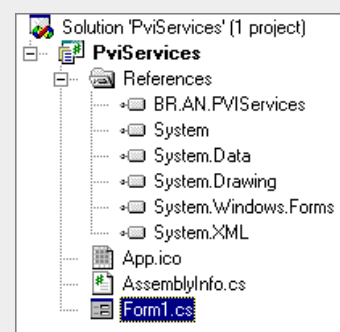 Solution 'PviServices' (1 project)
PviServices
References
BR.AN.PVIServices
System
System.Data
System.Drawing
System.Windows.Forms
System.XML
App.ico
AssemblyInfo.cs
Form1.cs